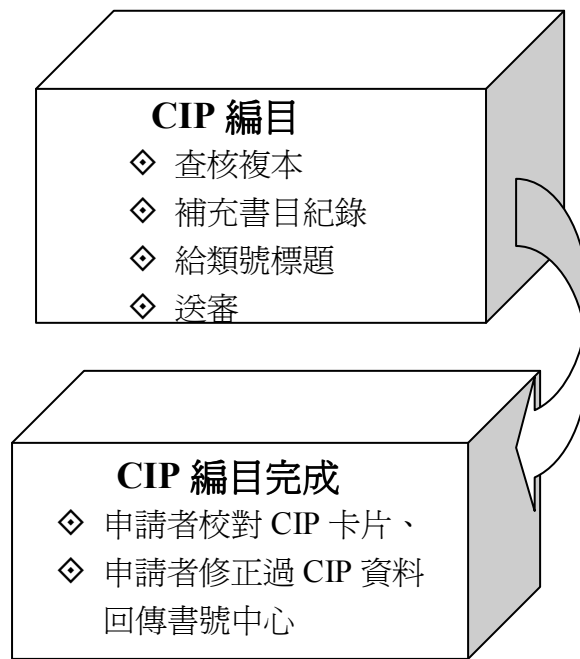 CIP 編目
查核複本
補充書目紀錄
給類號標題
送審
CIP 編目完成
申請者校對 CIP 卡片、
申請者修正過 CIP 資料
回傳書號中心